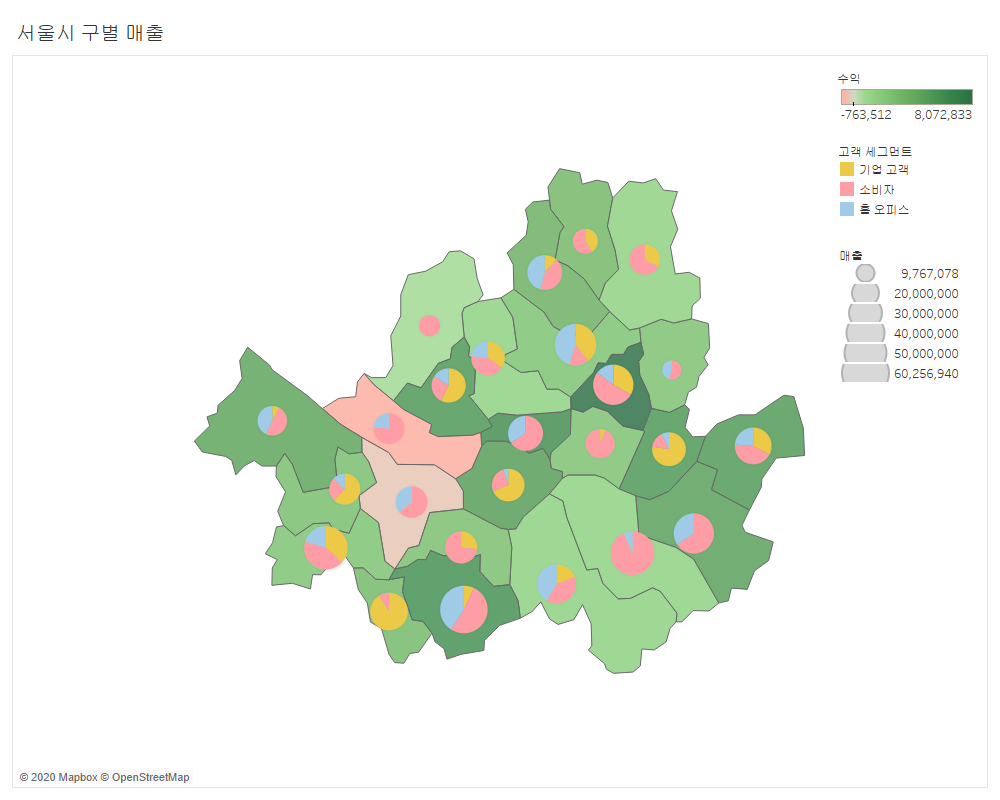 서울시 구별 매출
수익
-763,512 8,072,833
고객 세그먼트
기업 고객
소비자
홈 오피스
매출
9,767,078
20,000,000
30,000,000
40,000,000
50,000,000
60,256,940
© 2020 Mapbox © OpenStreetMap